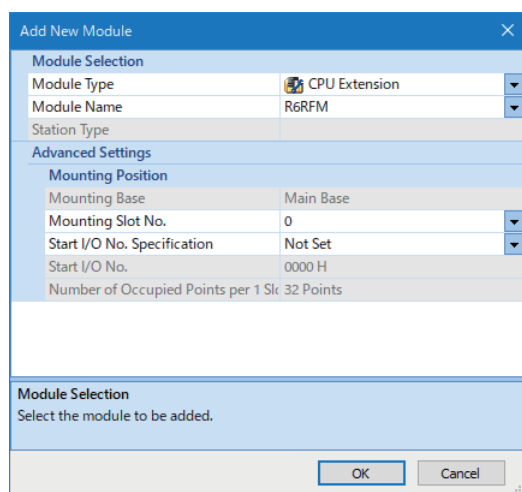 Add New Module
Module Selection
Module Type CPU Extension
Module Name R6RFM
Station Type
Advanced Settings
Mounting Position
Mounting Base Main Base
Mounting Slot No. 0
Start I/O No. Specification Not Set
Start I/O No. 0000 H
Number of Occupied Points per 1 Slo 32 Points
Module Selection
Select the module to be added.
OK Cancel